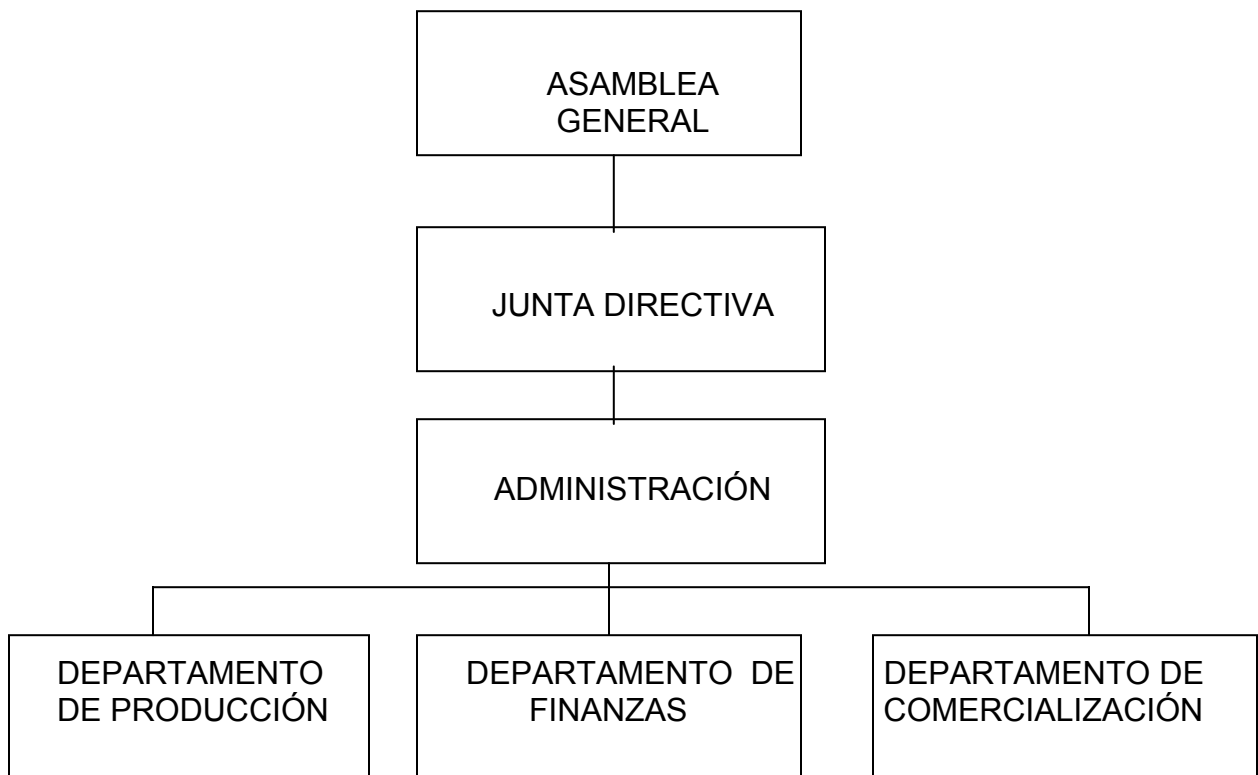 ASAMBLEA
GENERAL
JUNTA DIRECTIVA
ADMINISTRACIÓN
DEPARTAMENTO
DE PRODUCCIÓN
DEPARTAMENTO DE
FINANZAS
DEPARTAMENTO DE
COMERCIALIZACIÓN